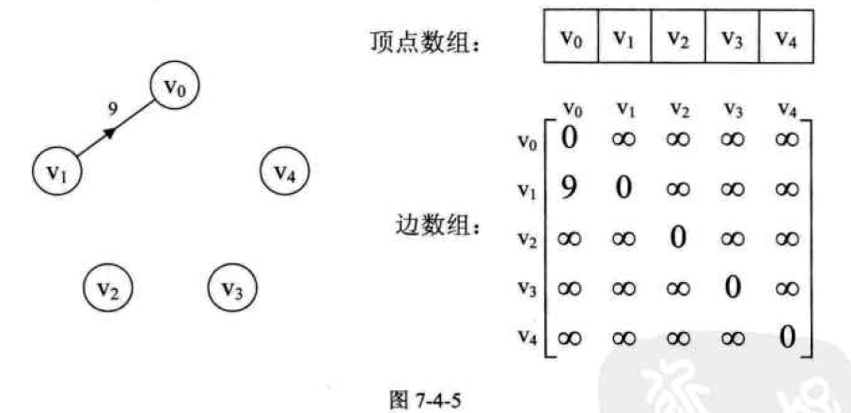 顶点数组： v0 v1 v2 v3 v4
9
v0
v1
v4
v2
v3
边数组：
v0 v1 v2 v3 v4
v0 0 ∞ ∞ ∞ ∞
v1 9 0 ∞ ∞ ∞
v2 ∞ ∞ 0 ∞ ∞
v3 ∞ ∞ ∞ 0 ∞
v4 ∞ ∞ ∞ ∞ 0
图 7-4-5